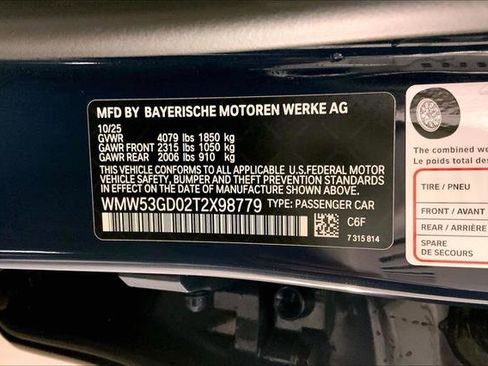 MFD BY BAYERISCHE MOTOREN WERKE AG
10/25
GVWR 4079 lbs 1850 kg
GAWR FRONT 2315 lbs 1050 kg
GAWR REAR 2006 lbs 910 kg
THIS VEHICLE CONFORMS TO ALL APPLICABLE U.S.FEDERAL MOTOR
VEHICLE SAFETY, BUMPER AND THEFT PREVENTION STANDARDS
IN EFFECT ON THE DATE OF MANUFACTURE SHOWN ABOVE.
WMW53GD02T2X98779 TYPE: PASSENGER CAR
C6F
7 315 814
The combined
Le poids total
TIRE / PNEU
FRONT / AVANT
REAR / ARRIÈRE
SPARE
DE SECOURS